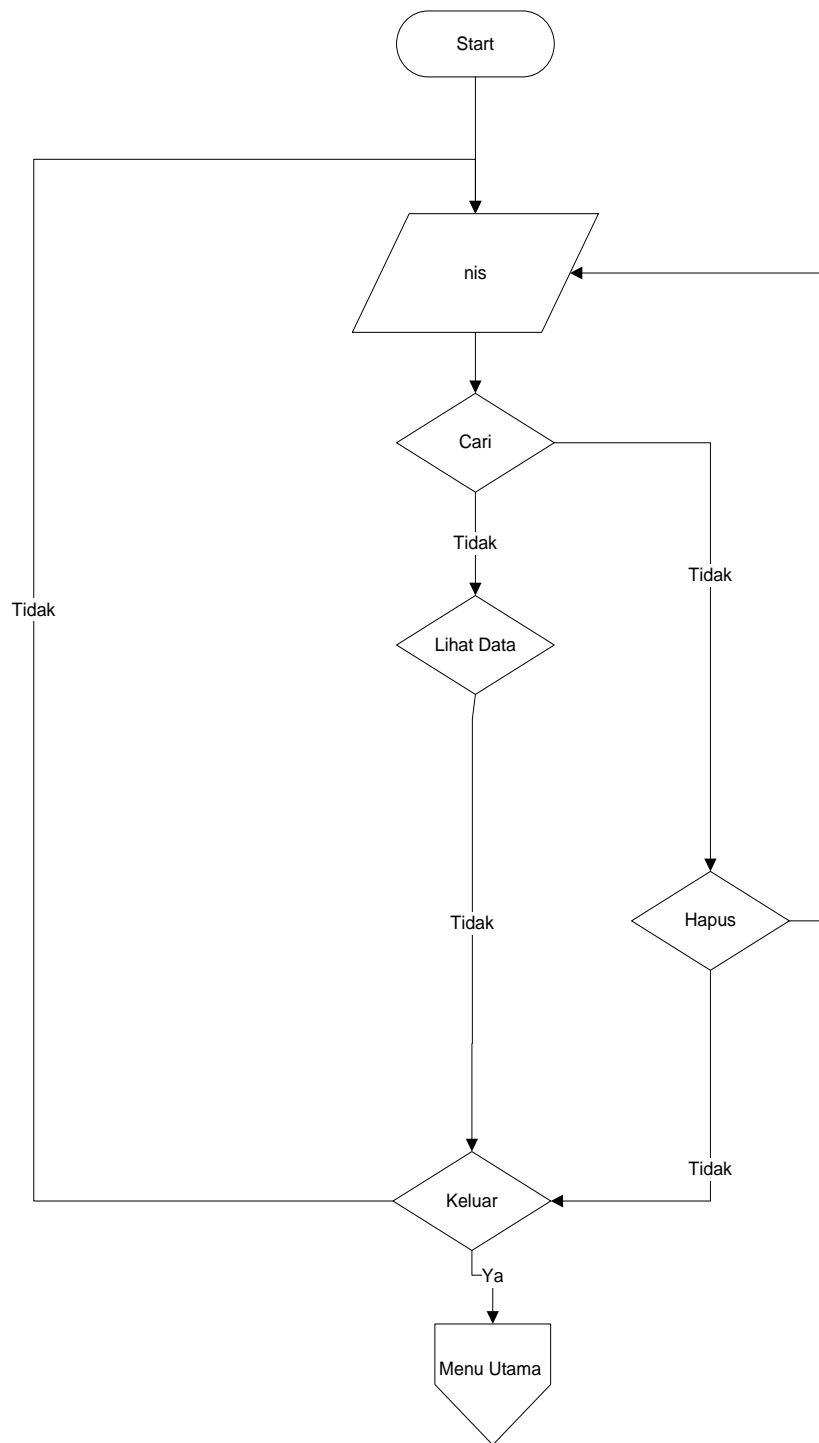 Start
nis
Cari
Tidak
Tidak
Tidak
Lihat Data
Tidak
Hapus
Tidak
Keluar
Ya
Menu Utama